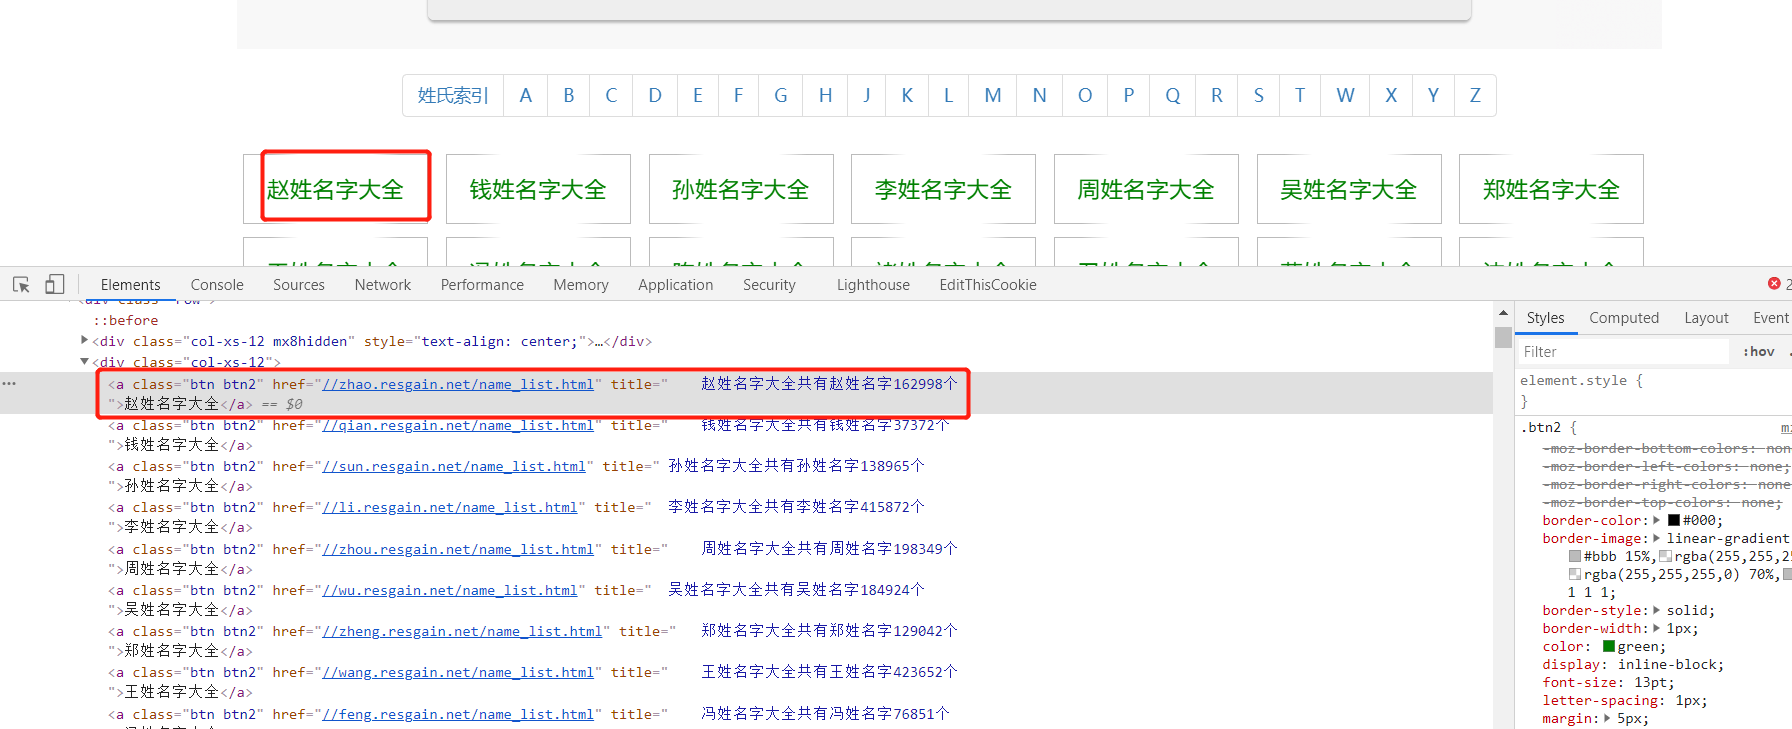 姓氏索引 A B C D E F G H J K L M N O P Q R S T W X Y Z
赵姓名字大全 钱姓名字大全 孙姓名字大全 李姓名字大全 周姓名字大全 吴姓名字大全 郑姓名字大全
Elements Console Sources Network Performance Memory Application Security Lighthouse EditThisCookie 2
::before
<div class="col-xs-12 mx8hidden" style="text-align: center;">…</div>
<div class="col-xs-12">
<a class="btn btn2" href="//zhao.resgain.net/name_list.html" title=" 赵姓名字大全共有赵姓名字162998个
">赵姓名字大全</a> == $0
<a class="btn btn2" href="//qian.resgain.net/name_list.html" title=" 钱姓名字大全共有钱姓名字37372个
">钱姓名字大全</a>
<a class="btn btn2" href="//sun.resgain.net/name_list.html" title=" 孙姓名字大全共有孙姓名字138965个
">孙姓名字大全</a>
<a class="btn btn2" href="//li.resgain.net/name_list.html" title=" 李姓名字大全共有李姓名字415872个
">李姓名字大全</a>
<a class="btn btn2" href="//zhou.resgain.net/name_list.html" title=" 周姓名字大全共有周姓名字198349个
">周姓名字大全</a>
<a class="btn btn2" href="//wu.resgain.net/name_list.html" title=" 吴姓名字大全共有吴姓名字184924个
">吴姓名字大全</a>
<a class="btn btn2" href="//zheng.resgain.net/name_list.html" title=" 郑姓名字大全共有郑姓名字129042个
">郑姓名字大全</a>
<a class="btn btn2" href="//wang.resgain.net/name_list.html" title=" 王姓名字大全共有王姓名字423652个
">王姓名字大全</a>
<a class="btn btn2" href="//feng.resgain.net/name_list.html" title=" 冯姓名字大全共有冯姓名字76851个
Styles Computed Layout Event
Filter :hov .
element.style {
}
.btn2 { mz
-moz-border-bottom-colors: non
-moz-border-left-colors: none;
-moz-border-right-colors: none
-moz-border-top-colors: none;
border-color: #000;
border-image: linear-gradient
#bbb 15%, rgba(255,255,25
rgba(255,255,255,0) 70%,
1 1 1;
border-style: solid;
border-width: 1px;
color: green;
display: inline-block;
font-size: 13pt;
letter-spacing: 1px;
margin: 5px;